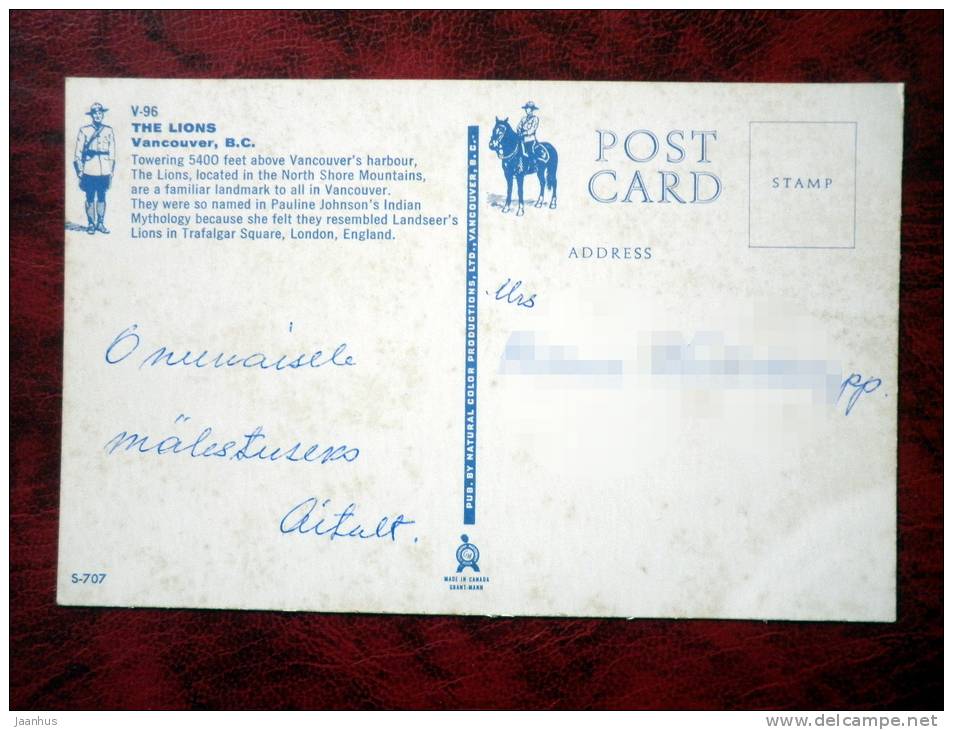 V-96
THE LIONS
Vancouver, B.C.
Towering 5400 feet above Vancouver's harbour,
The Lions, located in the North Shore Mountains,
are a familiar landmark to all in Vancouver.
They were so named in Pauline Johnson's Indian
Mythology because she felt they resembled Landseer's
Lions in Trafalgar Square, London, England.
Onunaisele
mälestuseks
Aitalt.
S-707
PUB. BY NATURAL COLOR PRODUCTIONS, LTD., VANCOUVER, B.C.
MADE IN CANADA
GRANT-MANN
POST
CARD
STAMP
ADDRESS
Mrs
pp.
Jaanhus
www.delcampe.net